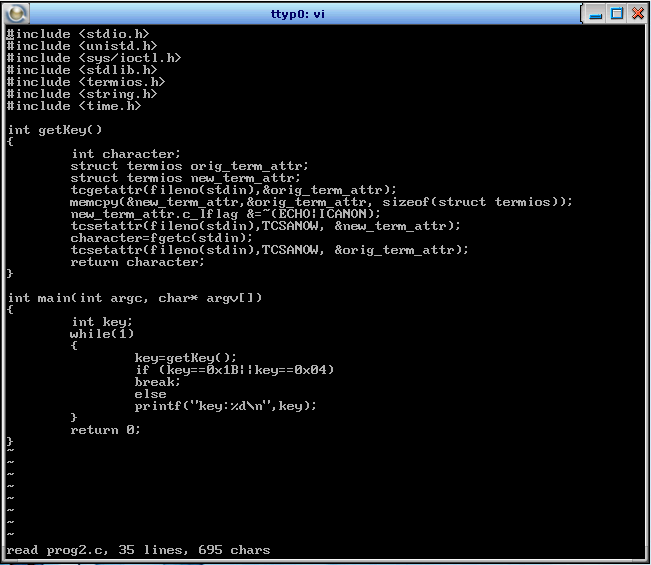 ttyp0: vi
#include <stdio.h>
#include <unistd.h>
#include <sys/ioctl.h>
#include <stdlib.h>
#include <termios.h>
#include <string.h>
#include <time.h>

int getKey()
{
        int character;
        struct termios orig_term_attr;
        struct termios new_term_attr;
        tcgetattr(fileno(stdin),&orig_term_attr);
        memcpy(&new_term_attr,&orig_term_attr, sizeof(struct termios));
        new_term_attr.c_lflag &=~(ECHO|ICANON);
        tcsetattr(fileno(stdin),TCSANOW, &new_term_attr);
        character=fgetc(stdin);
        tcsetattr(fileno(stdin),TCSANOW, &orig_term_attr);
        return character;
}

int main(int argc, char* argv[])
{
        int key;
        while(1)
        {
                key=getKey();
                if (key==0x1B||key==0x04)
                break;
                else
                printf("key:%d\n",key);
        }
        return 0;
}
~
~
~
~
~
~
~
~
read prog2.c, 35 lines, 695 chars